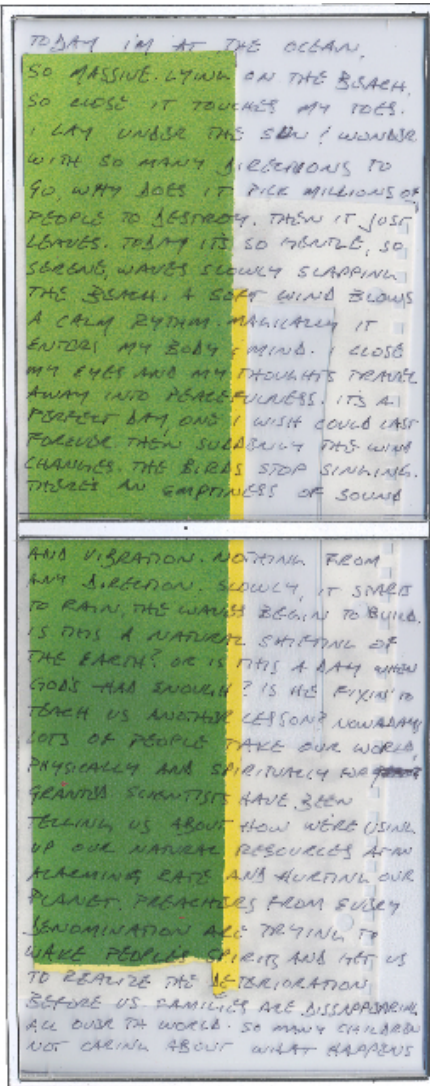 TODAY I'M AT THE OCEAN,
SO MASSIVE. LYING ON THE BEACH,
SO CLOSE IT TOUCHES MY TOES.
I LAY UNDER THE SUN & WONDER
WITH SO MANY DIRECTIONS TO
GO, WHY DOES IT PICK MILLIONS OF
PEOPLE TO DESTROY. THEN IT JUST
LEAVES. TODAY ITS SO GENTLE, SO
SERENE, WAVES SLOWLY SLAPPING
THE BEACH. A SOFT WIND BLOWS
A CALM RYTHM. MAGICALLY IT
ENTERS MY BODY & MIND. I CLOSE
MY EYES AND MY THOUGHTS TRAVEL
AWAY INTO PEACEFULNESS. ITS A
PERFECT DAY, ONE I WISH COULD LAST
FOREVER THEN SUDDENLY THE WIND
CHANGES. THE BIRDS STOP SINGING.
THERE'S AN EMPTINESS OF SOUND
AND VIBRATION. NOTHING FROM
ANY DIRECTION. SLOWLY, IT STARTS
TO RAIN, THE WAVES BEGIN TO BUILD.
IS THIS A NATURAL SHIFTING OF
THE EARTH? OR IS THIS A DAY WHEN
GOD'S HAD ENOUGH? IS HE FIXIN' TO
TEACH US ANOTHER LESSON? NOWADAYS
LOTS OF PEOPLE TAKE OUR WORLD,
PHYSICALLY AND SPIRITUALLY FOR
GRANTED SCIENTISTS HAVE BEEN
TELLING US ABOUT HOW WE'RE USING
UP OUR NATURAL RESOURCES AT AN
ALARMING RATE AND HURTING OUR
PLANET. PREACHERS FROM EVERY
DENOMINATION ARE TRYING TO
WAKE PEOPLE'S SPIRITS AND GET US
TO REALIZE THE DETERIORATION
BEFORE US FAMILIES ARE DISSAPPEARING
ALL OVER TH WORLD. SO MANY CHILDREN
NOT CARING ABOUT WHAT HAPPENS